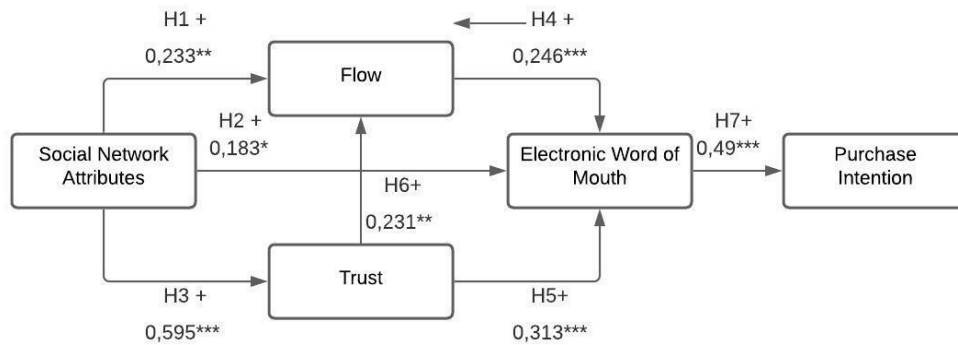 H1 +
H4 +
0,233**
0,246***
Flow
H2 +
0,183*
H7+
0,49***
Social Network
Attributes
Electronic Word of
Mouth
Purchase
Intention
H6+
0,231**
Trust
H3 +
H5+
0,595***
0,313***